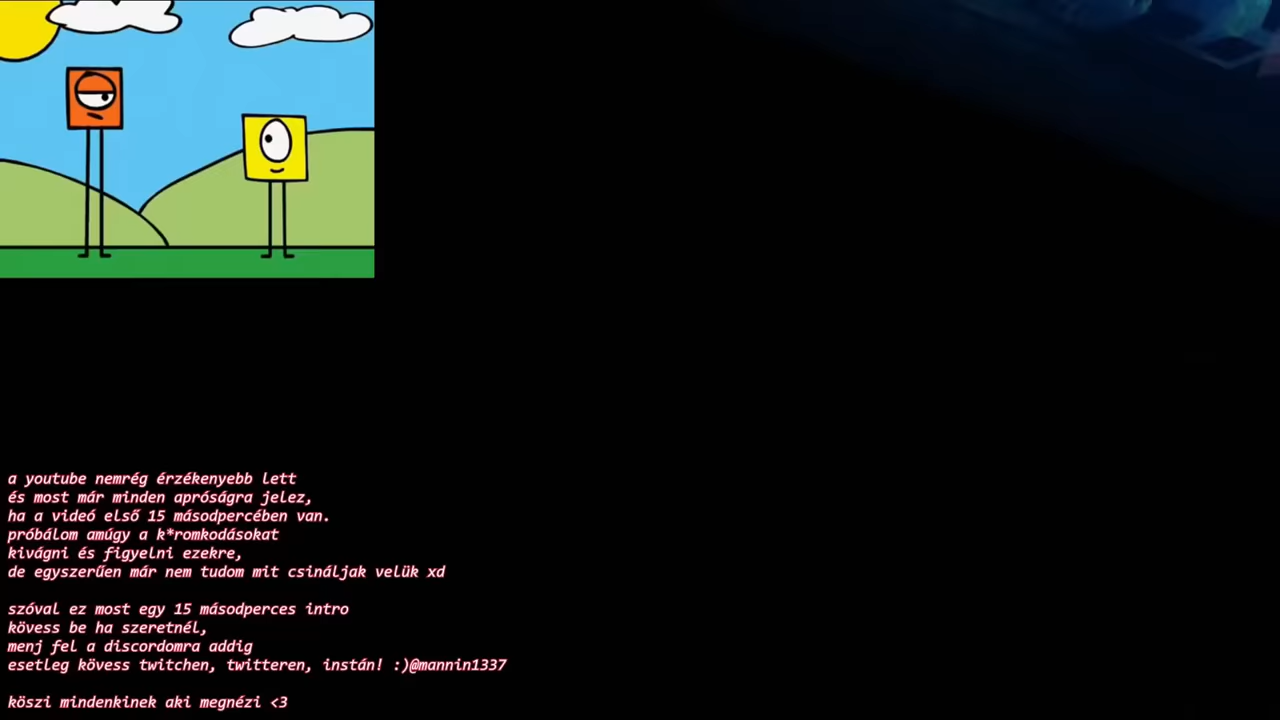 a youtube nemrég érzékenyebb lett
és most már minden apróságra jelez,
ha a videó első 15 másodpercében van.
próbálom amúgy a k*romkodásokat
kivágni és figyelni ezekre,
de egyszerűen már nem tudom mit csináljak velük xd
szóval ez most egy 15 másodperces intro
kövess be ha szeretnél,
menj fel a discordomra addig
esetleg kövess twitchen, twitteren, instán! :)@mannin1337
köszi mindenkinek aki megnézi <3